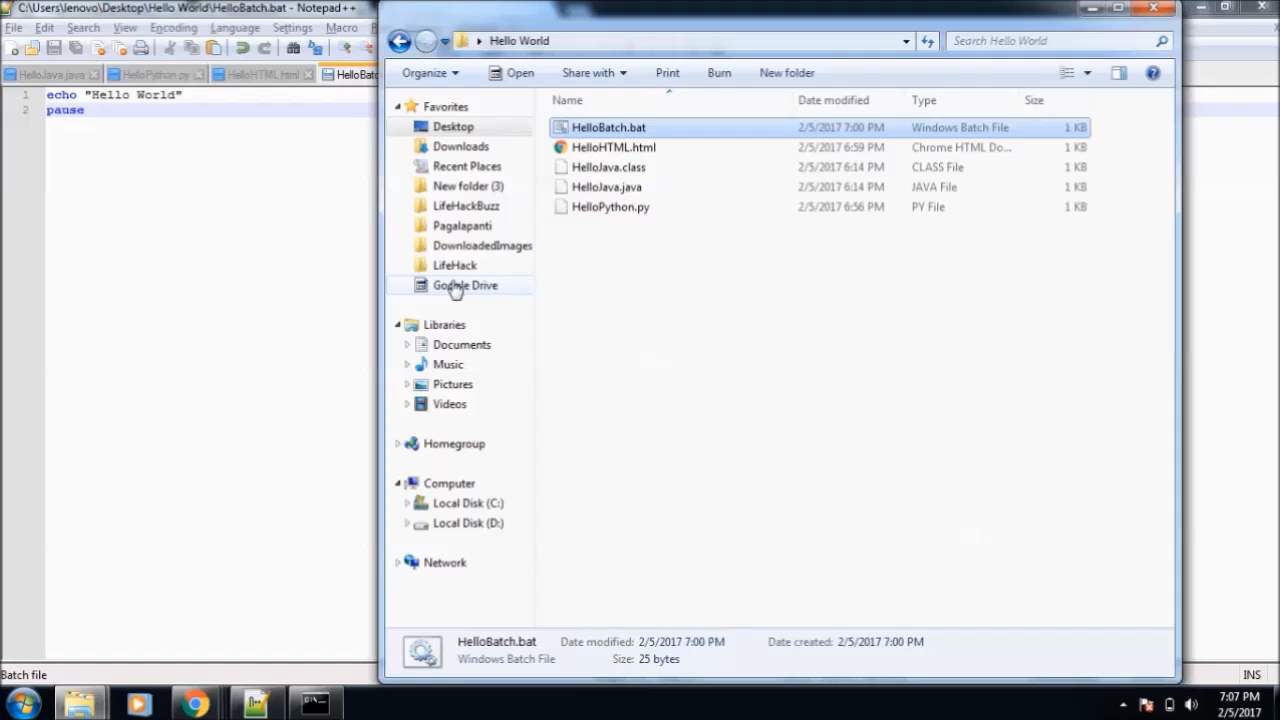 C:\Users\lenovo\Desktop\Hello World\HelloBatch.bat - Notepad++
File Edit Search View Encoding Language Settings Macro
HelloJava.java HelloPython.py HelloHTML.html HelloBatc
1 echo "Hello World"
2 pause
Batch file
Hello World
Search Hello World
Organize Open Share with Print Burn New folder
Name Date modified Type Size
HelloBatch.bat 2/5/2017 7:00 PM Windows Batch File 1 KB
HelloHTML.html 2/5/2017 6:59 PM Chrome HTML Do... 1 KB
HelloJava.class 2/5/2017 6:14 PM CLASS File 1 KB
HelloJava.java 2/5/2017 6:14 PM JAVA File 1 KB
HelloPython.py 2/5/2017 6:56 PM PY File 1 KB
Favorites
Desktop
Downloads
Recent Places
New folder (3)
LifeHackBuzz
Pagalapanti
DownloadedImages
LifeHack
Google Drive
Libraries
Documents
Music
Pictures
Videos
Homegroup
Computer
Local Disk (C:)
Local Disk (D:)
Network
HelloBatch.bat Date modified: 2/5/2017 7:00 PM Date created: 2/5/2017 7:00 PM
Windows Batch File Size: 25 bytes
INS
7:07 PM
2/5/2017